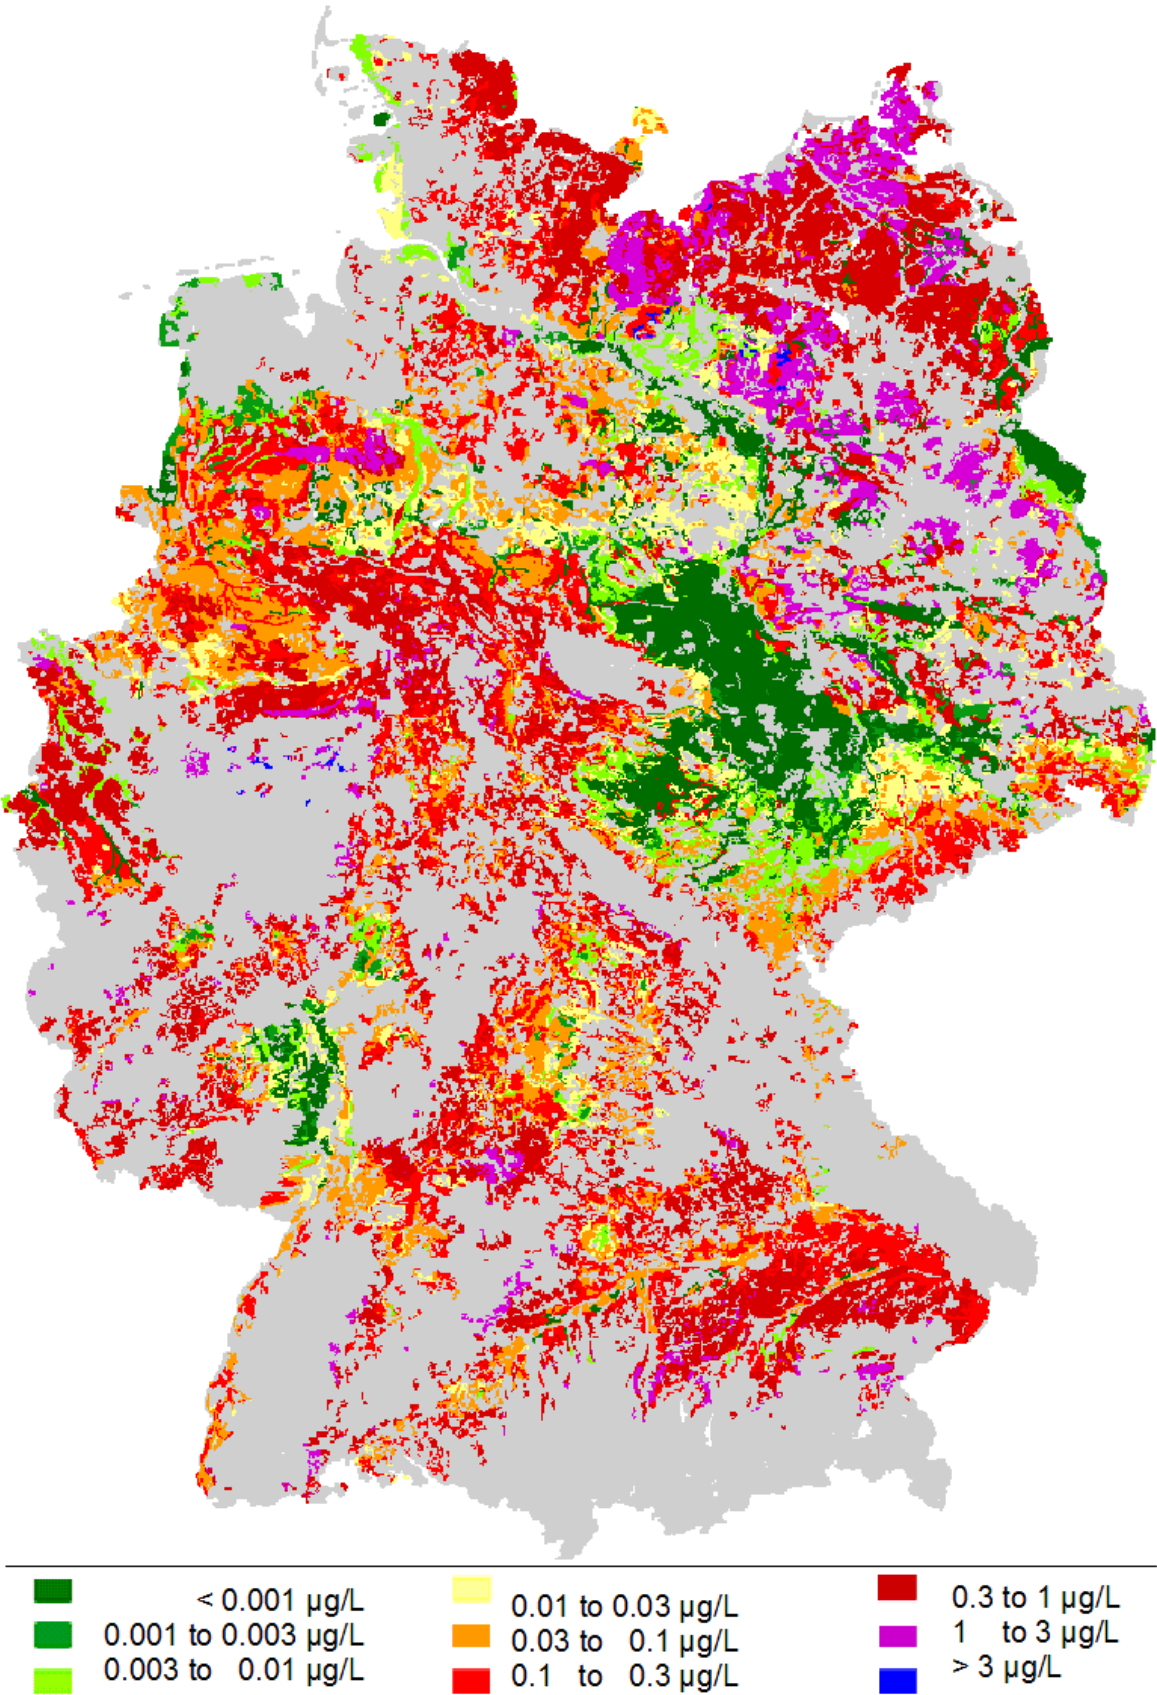 < 0.001 µg/L
0.001 to 0.003 µg/L
0.003 to 0.01 µg/L
0.01 to 0.03 µg/L
0.03 to 0.1 µg/L
0.1 to 0.3 µg/L
0.3 to 1 µg/L
1 to 3 µg/L
> 3 µg/L